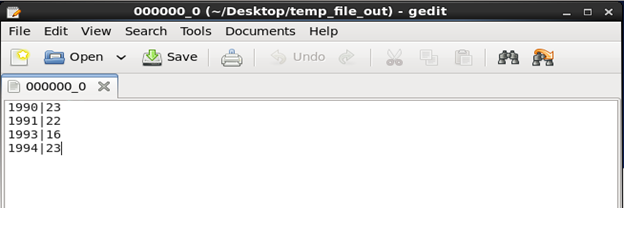 000000_0 (~/Desktop/temp_file_out) - gedit
File Edit View Search Tools Documents Help
Open Save Undo
000000_0
1990|23
1991|22
1993|16
1994|23